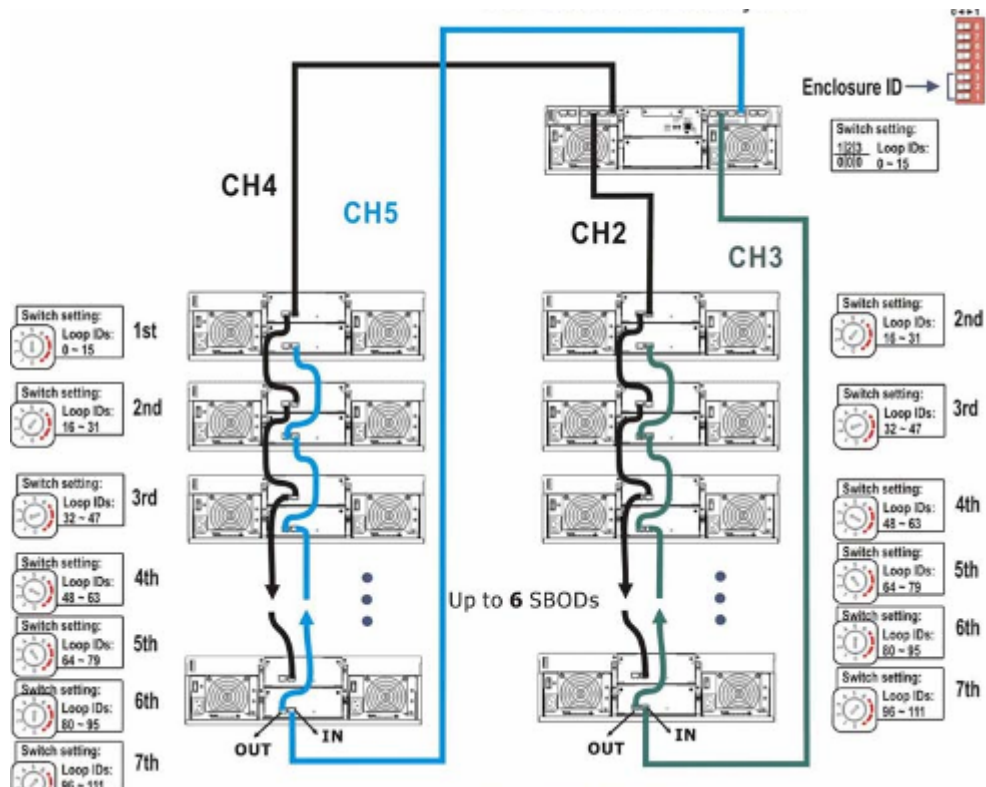 Enclosure ID
Switch setting:
1|2|3 Loop IDs:
0|0|0 0 ~ 15
CH4
CH5
CH2
CH3
Switch setting:
Loop IDs:
0 ~ 15
1st
Switch setting:
Loop IDs:
16 ~ 31
2nd
Switch setting:
Loop IDs:
32 ~ 47
3rd
Switch setting:
Loop IDs:
48 ~ 63
4th
Switch setting:
Loop IDs:
64 ~ 79
5th
Switch setting:
Loop IDs:
80 ~ 95
6th
Switch setting:
Loop IDs:
96 ~ 111
7th
Up to 6 SBODs
OUT
IN
OUT
IN
Switch setting:
Loop IDs:
16 ~ 31
2nd
Switch setting:
Loop IDs:
32 ~ 47
3rd
Switch setting:
Loop IDs:
48 ~ 63
4th
Switch setting:
Loop IDs:
64 ~ 79
5th
Switch setting:
Loop IDs:
80 ~ 95
6th
Switch setting:
Loop IDs:
96 ~ 111
7th